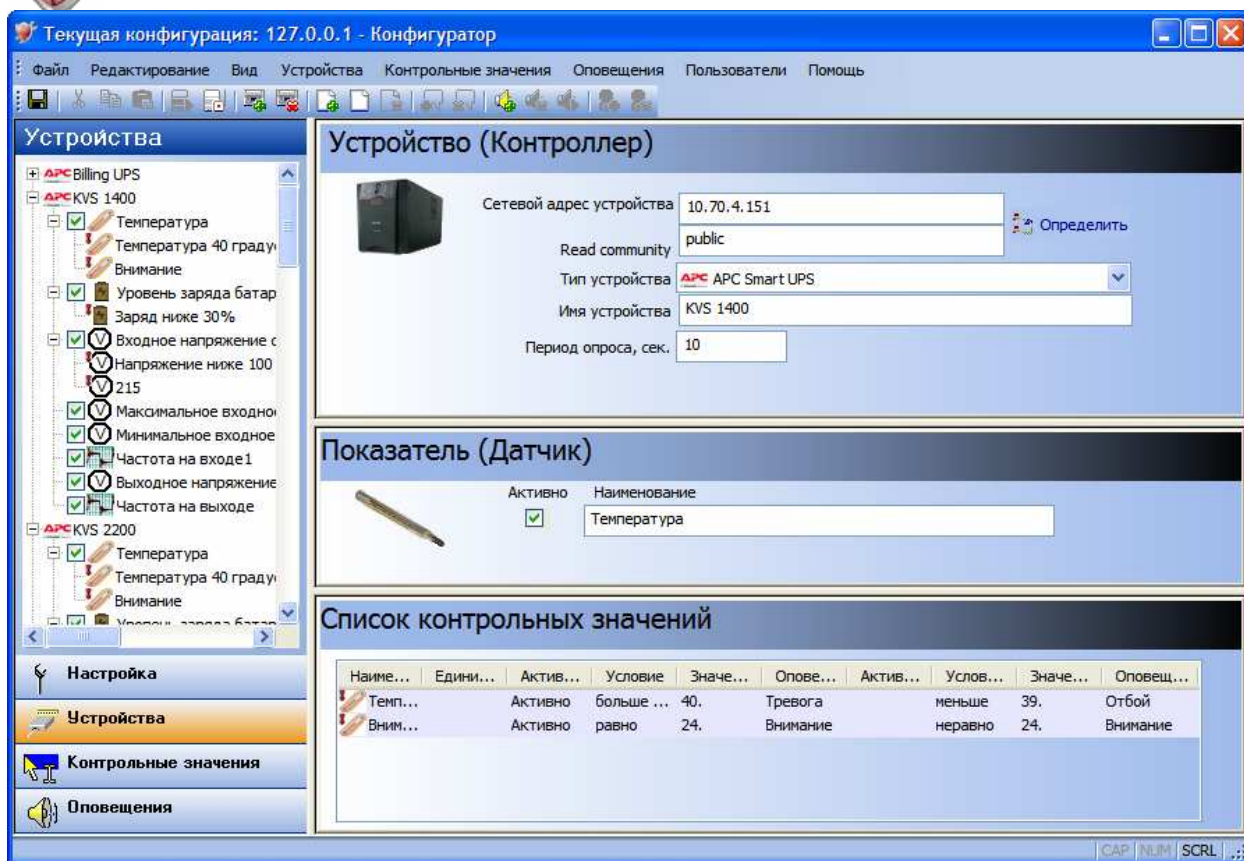 Текущая конфигурация: 127.0.0.1 - Конфигуратор
Файл Редактирование Вид Устройства Контрольные значения Оповещения Пользователи Помощь
Устройства
APC Billing UPS
APC KVS 1400
Температура
Температура 40 граду
Внимание
Уровень заряда батар
Заряд ниже 30%
Входное напряжение с
Напряжение ниже 100
215
Максимальное входно
Минимальное входное
Частота на входе1
Выходное напряжение
Частота на выходе
APC KVS 2200
Температура
Температура 40 граду
Внимание
Уровень заряда батар
Настройка
Устройства
Контрольные значения
Оповещения
Устройство (Контроллер)
Сетевой адрес устройства 10.70.4.151
Определить
Read community public
Тип устройства APC APC Smart UPS
Имя устройства KVS 1400
Период опроса, сек. 10
Показатель (Датчик)
Активно Наименование
Температура
Список контрольных значений
Наиме... Едини... Актив... Условие Значе... Опове... Актив... Услов... Значе... Оповещ...
Темп... Активно больше ... 40. Тревога меньше 39. Отбой
Вним... Активно равно 24. Внимание неравно 24. Внимание
CAP NUM SCRL